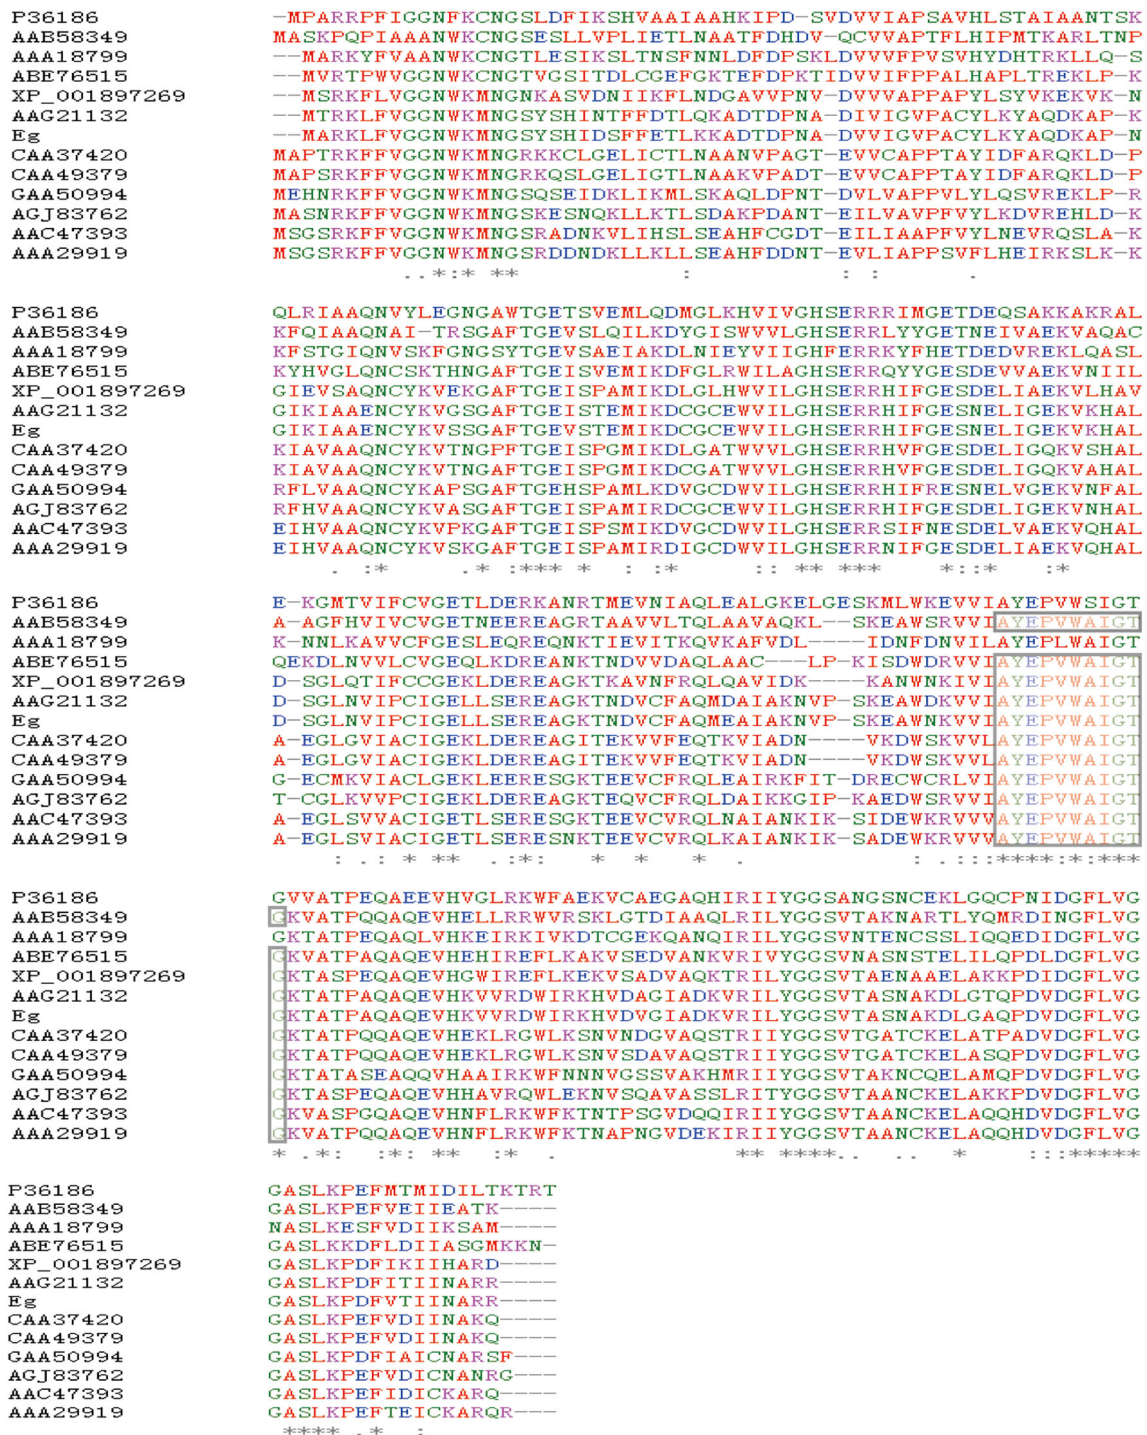 P36186 -MPARRPFIGGNFKCNGSLDFIKSHVAAIAAHKIPD-SVDVVIAPSAVHLSTAIAANTSK
AAB58349 MASKPQPIAAANWKCNGSESLLVPLIETLNAATFDHDV-QCVVAPTFLHIPMTKARLTNP
AAA18799 --MARKYFVAANWKCNGTLESIKSLTNSFNNLDFDPSKLDVVVFPVSVHYDHTRKLLQ-S
ABE76515 --MVRTPWVGGNWKCNGTVGSITDLCGEFGKTEFDPKTIDVVIFPPALHAPLTREKLP-K
XP_001897269 --MSRKFLVGGNWKMNGNKASVDNIIKFLNDGAVVPNV-DVVVAPPAPYLSYVKEKVK-N
AAG21132 --MTRKLFVGGNWKMNGSYSHINTFFDTLQKADTDPNA-DIVIGVPACYLKYAQDKAP-K
Eg --MARKLFVGGNWKMNGSYSHIDSFFETLKKADTDPNA-DVVIGVPACYLKYAQDKAP-N
CAA37420 MAPTRKFFVGGNWKMNGRKKCLGELICTLNAANVPAGT-EVVCAPPTAYIDFARQKLD-P
CAA49379 MAPSRKFFVGGNWKMNGRKQSLGELIGTLNAAKVPADT-EVVCAPPTAYIDFARQKLD-P
GAA50994 MEHNRKFFVGGNWKMNGSQSEIDKLIKMLSKAQLDPNT-DVLVAPPVLYLQSVREKLP-R
AGJ83762 MASNRKFFVGGNWKMNGSKESNQKLLKTLSDAKPDANT-EILVAVPFVYLKDVREHLD-K
AAC47393 MSGSRKFFVGGNWKMNGSRADNKVLIHSLSEAHFCGDT-EILIAAPFVYLNEVRQSLA-K
AAA29919 MSGSRKFFVGGNWKMNGSRDDNDKLLKLLSEAHFDDNT-EVLIAPPSVFLHEIRKSLK-K
. . *:* ** : : : .
P36186 QLRIAAQNVYLEGNGAWTGETSVEMLQDMGLKHVIVGHSERRRIMGETDEQSAKKAKRAL
AAB58349 KFQIAAQNAI-TRSGAFTGEVSLQILKDYGISWVVLGHSERRLYYGETNEIVAEKVAQAC
AAA18799 KFSTGIQNVSKFGNGSYTGEVSAEIAKDLNIEYVIIGHFERRKYFHETDEDVREKLQASL
ABE76515 KYHVGLQNCSKTHNGAFTGEISVEMIKDFGLRWILAGHSERRQYYGESDEVVAEKVNIIL
XP_001897269 GIEVSAQNCYKVEKGAFTGEISPAMIKDLGLHWVILGHSERRHIFGESDELIAEKVLHAV
AAG21132 GIKIAAENCYKVGSGAFTGEISTEMIKDCGCEWVILGHSERRHIFGESNELIGEKVKHAL
Eg GIKIAAENCYKVSSGAFTGEVSTEMIKDCGCEWVILGHSERRHIFGESNELIGEKVKHAL
CAA37420 KIAVAAQNCYKVTNGPFTGEISPGMIKDLGATWVVLGHSERRHVFGESDELIGQKVSHAL
CAA49379 KIAVAAQNCYKVTNGAFTGEISPGMIKDCGATWVVLGHSERRHVFGESDELIGQKVAHAL
GAA50994 RFLVAAQNCYKAPSGAFTGEHSPAMLKDVGCDWVILGHSERRHIFRESNELVGEKVNFAL
AGJ83762 RFHVAAQNCYKVASGAFTGEISPAMIRDCGCEWVILGHSERRHIFGESDELIGEKVNHAL
AAC47393 EIHVAAQNCYKVPKGAFTGEISPSMIKDVGCDWVILGHSERRSIFNESDELVAEKVQHAL
AAA29919 EIHVAAQNCYKVSKGAFTGEISPAMIRDIGCDWVILGHSERRNIFGESDELIAEKVQHAL
. :* .* :*** * : :* :: ** *** *::* :*
P36186 E-KGMTVIFCVGETLDERKANRTMEVNIAQLEALGKELGESKMLWKEVVIAYEPVWSIGT
AAB58349 A-AGFHVIVCVGETNEEREAGRTAAVVLTQLAAVAQKL--SKEAWSRVVIAYEPVWAIGT
AAA18799 K-NNLKAVVCFGESLEQREQNKTIEVITKQVKAFVDL----IDNFDNVILAYEPLWAIGT
ABE76515 QEKDLNVVLCVGEQLKDREANKTNDVVDAQLAAC---LP-KISDWDRVVIAYEPVWAIGT
XP_001897269 D-SGLQTIFCCGEKLDEREAGKTKAVNFRQLQAVIDK----KANWNKIVIAYEPVWAIGT
AAG21132 D-SGLNVIPCIGELLSEREAGKTNDVCFAQMDAIAKNVP-SKEAWDKVVIAYEPVWAIGT
Eg D-SGLNVIPCIGELLSEREAGKTNDVCFAQMEAIAKNVP-SKEAWNKVVIAYEPVWAIGT
CAA37420 A-EGLGVIACIGEKLDEREAGITEKVVFEQTKVIADN----VKDWSKVVLAYEPVWAIGT
CAA49379 A-EGLGVIACIGEKLDEREAGITEKVVFEQTKVIADN----VKDWSKVVLAYEPVWAIGT
GAA50994 G-ECMKVIACLGEKLEERESGKTEEVCFRQLEAIRKFIT-DRECWCRLVIAYEPVWAIGT
AGJ83762 T-CGLKVVPCIGEKLDEREAGKTEQVCFRQLDAIKKGIP-KAEDWSRVVIAYEPVWAIGT
AAC47393 A-EGLSVVACIGETLSERESGKTEEVCVRQLNAIANKIK-SIDEWKRVVVAYEPVWAIGT
AAA29919 A-EGLSVIACIGETLSERESNKTEEVCVRQLKAIANKIK-SIDEWKRVVVAYEPVWAIGT
: . : * ** .:*: * * * . : .::****:*:***
P36186 GVVATPEQAEEVHVGLRKWFAEKVCAEGAQHIRIIYGGSANGSNCEKLGQCPNIDGFLVG
AAB58349 GKVATPQQAQEVHELLRRWVRSKLGTDIAAQLRILYGGSVTAKNARTLYQMRDINGFLVG
AAA18799 GKTATPEQAQLVHKEIRKIVKDTCGEKQANQIRILYGGSVNTENCSSLIQQEDIDGFLVG
ABE76515 GKVATPAQAQEVHEHIREFLKAKVSEDVANKVRIVYGGSVNASNSTELILQPDLDGFLVG
XP_001897269 GKTASPEQAQEVHGWIREFLKEKVSADVAQKTRILYGGSVTAENAAELAKKPDIDGFLVG
AAG21132 GKTATPAQAQEVHKVVRDWIRKHVDAGIADKVRILYGGSVTASNAKDLGTQPDVDGFLVG
Eg GKTATPAQAQEVHKVVRDWIRKHVDVGIADKVRILYGGSVTASNAKDLGAQPDVDGFLVG
CAA37420 GKTATPQQAQEVHEKLRGWLKSNVNDGVAQSTRIIYGGSVTGATCKELATPADVDGFLVG
CAA49379 GKTATPQQAQEVHEKLRGWLKSNVSDAVAQSTRIIYGGSVTGATCKELASQPDVDGFLVG
GAA50994 GKTATASEAQQVHAAIRKWFNNNVGSSVAKHMRIIYGGSVTAKNCQELAMQPDVDGFLVG
AGJ83762 GKTASPEQAQEVHHAVRQWLEKNVSQAVASSLRITYGGSVTAANCKELAKKPDVDGFLVG
AAC47393 GKVASPGQAQEVHNFLRKWFKTNTPSGVDQQIRIIYGGSVTAANCKELAQQHDVDGFLVG
AAA29919 GKVATPQQAQEVHNFLRKWFKTNAPNGVDEKIRIIYGGSVTAANCKELAQQHDVDGFLVG
* .*: :*: ** :* . ** ****.. .. * :::*****
P36186 GASLKPEFMTMIDILTKTRT
AAB58349 GASLKPEFVEIIEATK----
AAA18799 NASLKESFVDIIKSAM----
ABE76515 GASLKKDFLDIIASGMKKN-
XP_001897269 GASLKPDFIKIIHARD----
AAG21132 GASLKPDFITIINARR----
Eg GASLKPDFVTIINARR----
CAA37420 GASLKPEFVDIINAKQ----
CAA49379 GASLKPEFVDIINAKQ----
GAA50994 GASLKPDFIAICNARSF---
AGJ83762 GASLKPEFVDICNANRG---
AAC47393 GASLKPEFIDICKARQ----
AAA29919 GASLKPEFTEICKARQR---
**** .* :